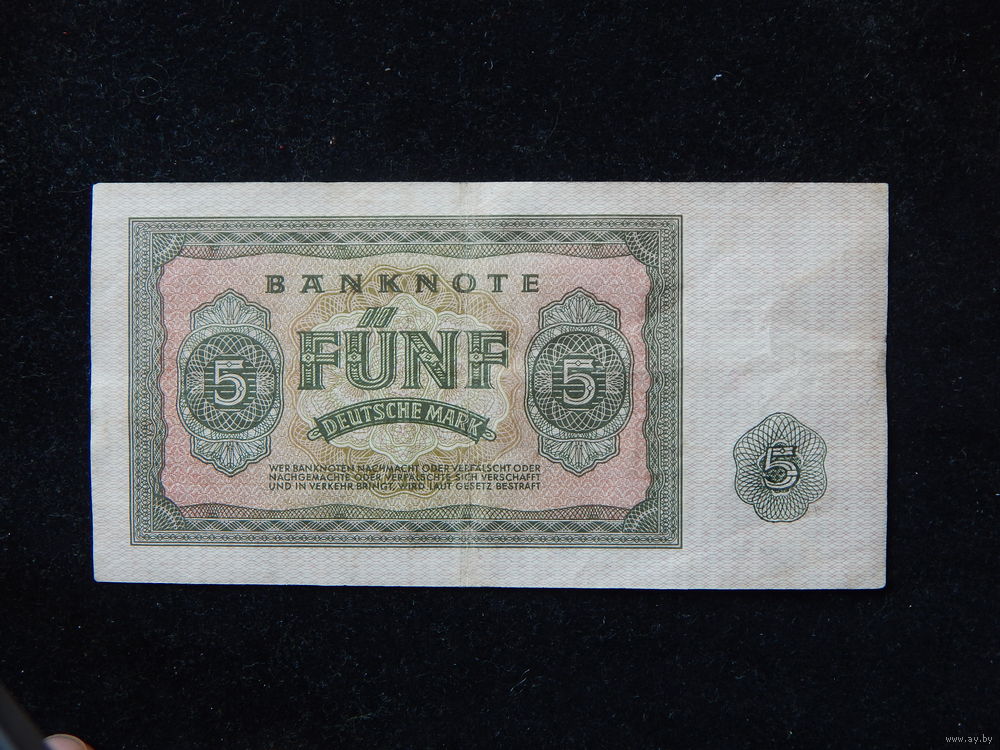 BANKNOTE
FÜNF
5
5
DEUTSCHE MARK
WER BANKNOTEN NACHMACHT ODER VERFÄLSCHT ODER
NACHGEMACHTE ODER VERFÄLSCHTE SICH VERSCHAFFT
UND IN VERKEHR BRINGT, WIRD LAUT GESETZ BESTRAFT
5
www.ay.by